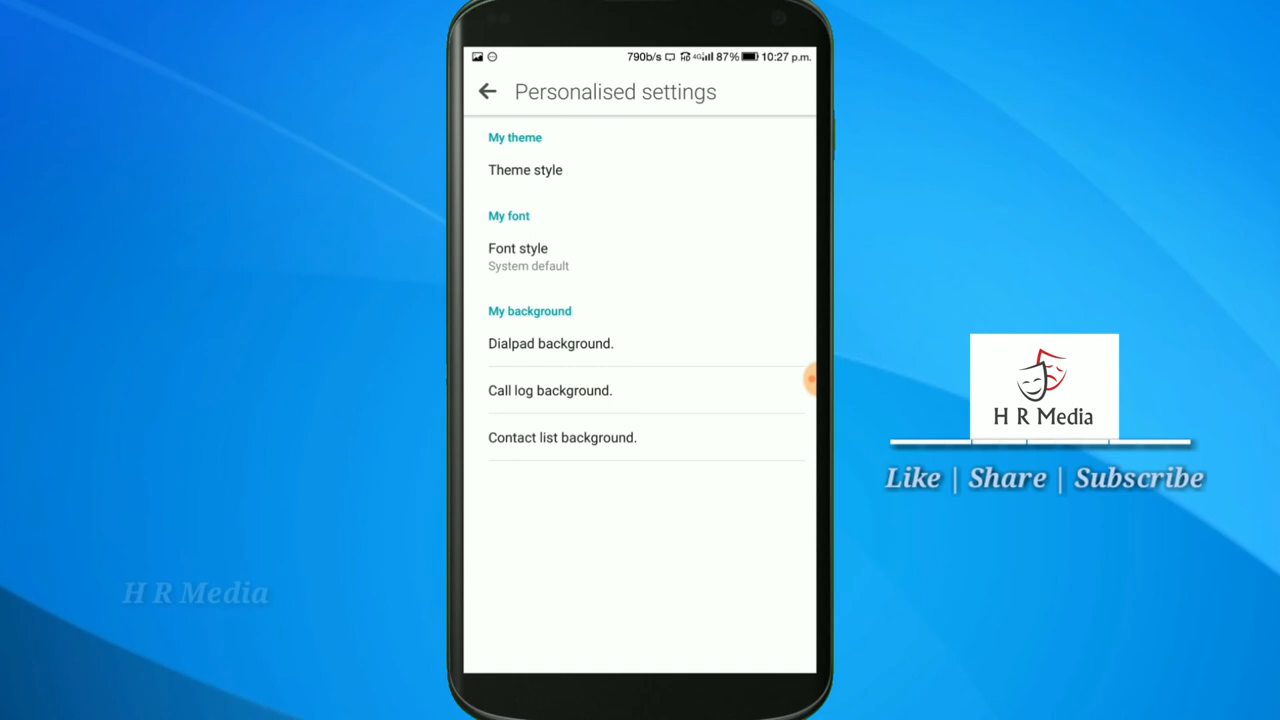 790b/s 87% 10:27 p.m.
Personalised settings
My theme
Theme style
My font
Font style
System default
My background
Dialpad background.
Call log background.
Contact list background.
H R Media
Like | Share | Subscribe
H R Media